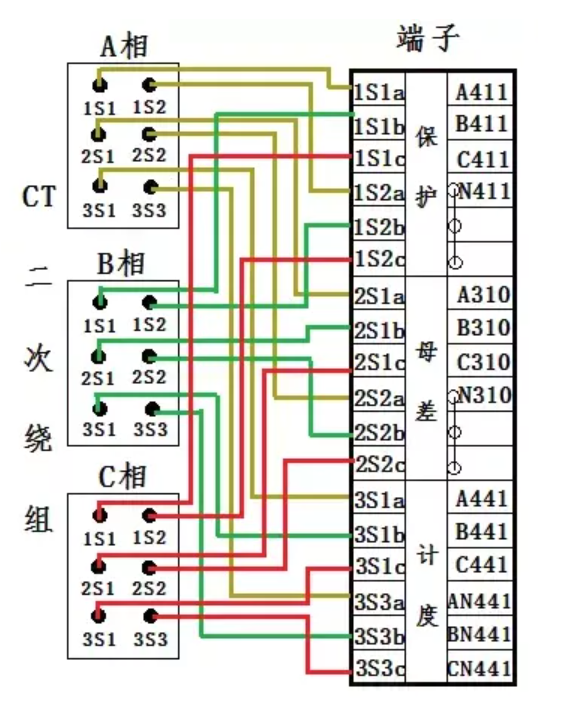 CT二次绕组
A相
1S1 1S2
2S1 2S2
3S1 3S3
B相
1S1 1S2
2S1 2S2
3S1 3S3
C相
1S1 1S2
2S1 2S2
3S1 3S3
端子
保护
1S1a A411
1S1b B411
1S1c C411
1S2a N411
1S2b
1S2c
母差
2S1a A310
2S1b B310
2S1c C310
2S2a N310
2S2b
2S2c
计度
3S1a A441
3S1b B441
3S1c C441
3S3a AN441
3S3b BN441
3S3c CN441